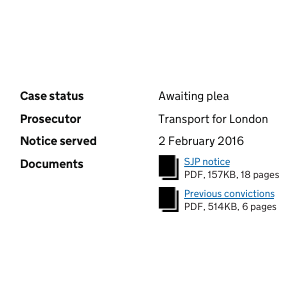 Case status Awaiting plea
Prosecutor Transport for London
Notice served 2 February 2016
Documents SJP notice
PDF, 157KB, 18 pages
Previous convictions
PDF, 514KB, 6 pages